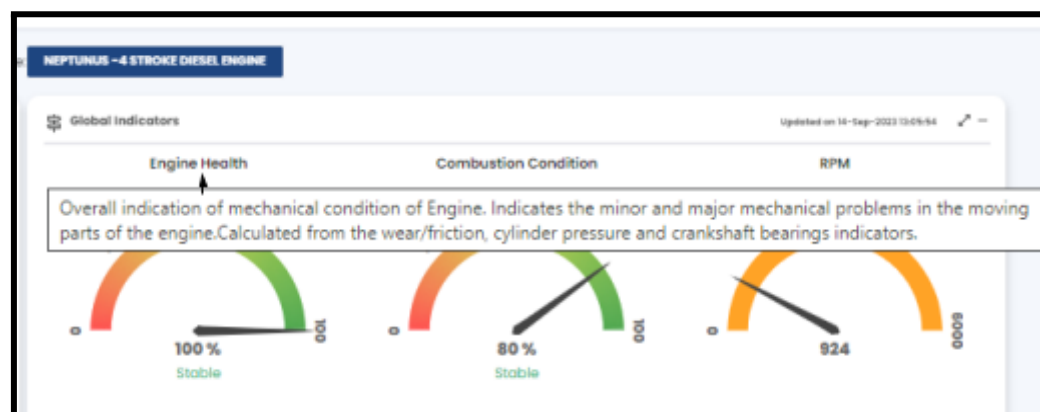 NEPTUNUS -4 STROKE DIESEL ENGINE
Global Indicators
Updated on 14-Sep-2023 13:05:54
Engine Health
Combustion Condition
RPM
Overall indication of mechanical condition of Engine. Indicates the minor and major mechanical problems in the moving
parts of the engine.Calculated from the wear/friction, cylinder pressure and crankshaft bearings indicators.
0
100
0
100
0
6000
100 %
80 %
924
Stable
Stable